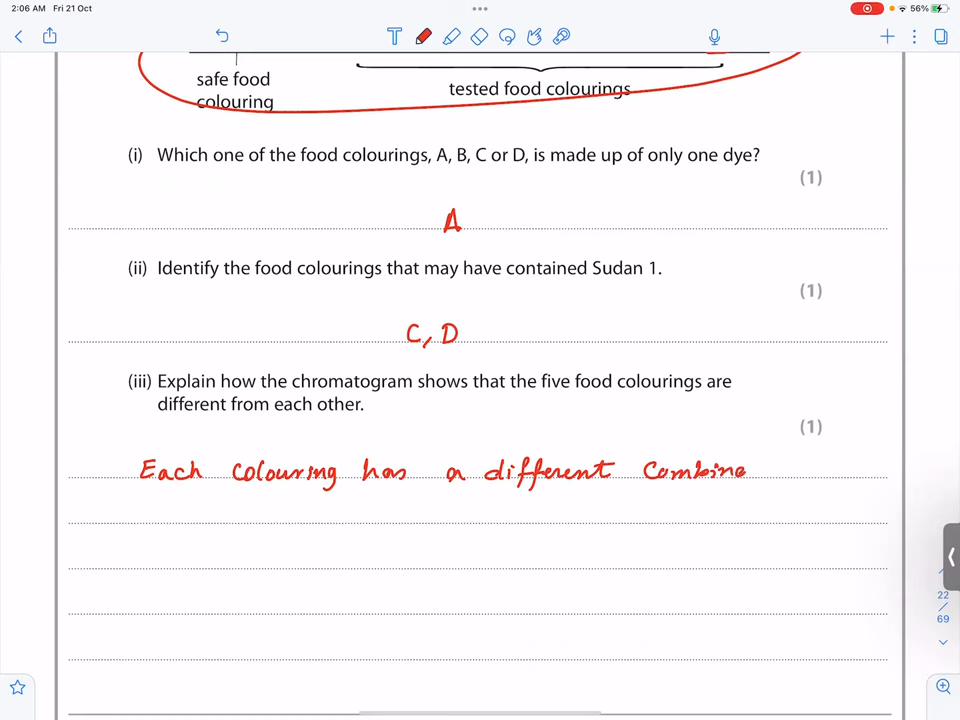 2:06 AM Fri 21 Oct
56%
safe food
colouring
tested food colourings
(i) Which one of the food colourings, A, B, C or D, is made up of only one dye?
(1)
A
(ii) Identify the food colourings that may have contained Sudan 1.
(1)
C, D
(iii) Explain how the chromatogram shows that the five food colourings are
different from each other.
(1)
Each colouring has a different combine
22
/
69